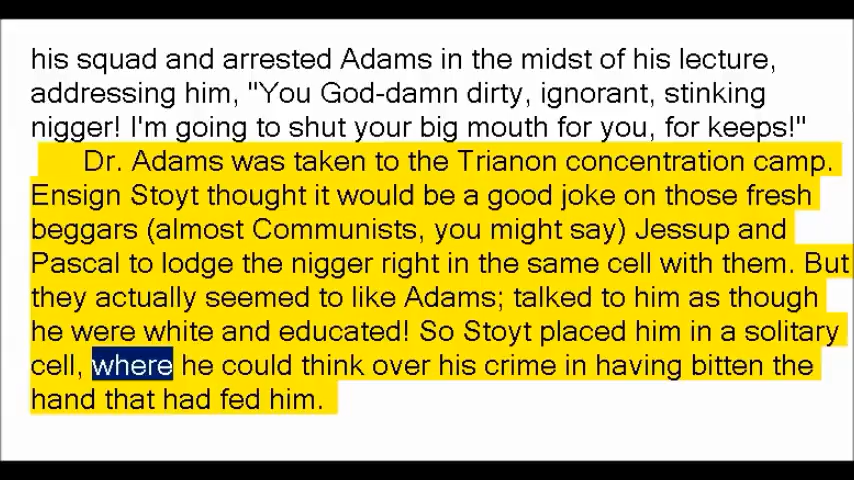 his squad and arrested Adams in the midst of his lecture,
addressing him, "You God-damn dirty, ignorant, stinking
nigger! I'm going to shut your big mouth for you, for keeps!"
Dr. Adams was taken to the Trianon concentration camp.
Ensign Stoyt thought it would be a good joke on those fresh
beggars (almost Communists, you might say) Jessup and
Pascal to lodge the nigger right in the same cell with them. But
they actually seemed to like Adams; talked to him as though
he were white and educated! So Stoyt placed him in a solitary
cell, where he could think over his crime in having bitten the
hand that had fed him.